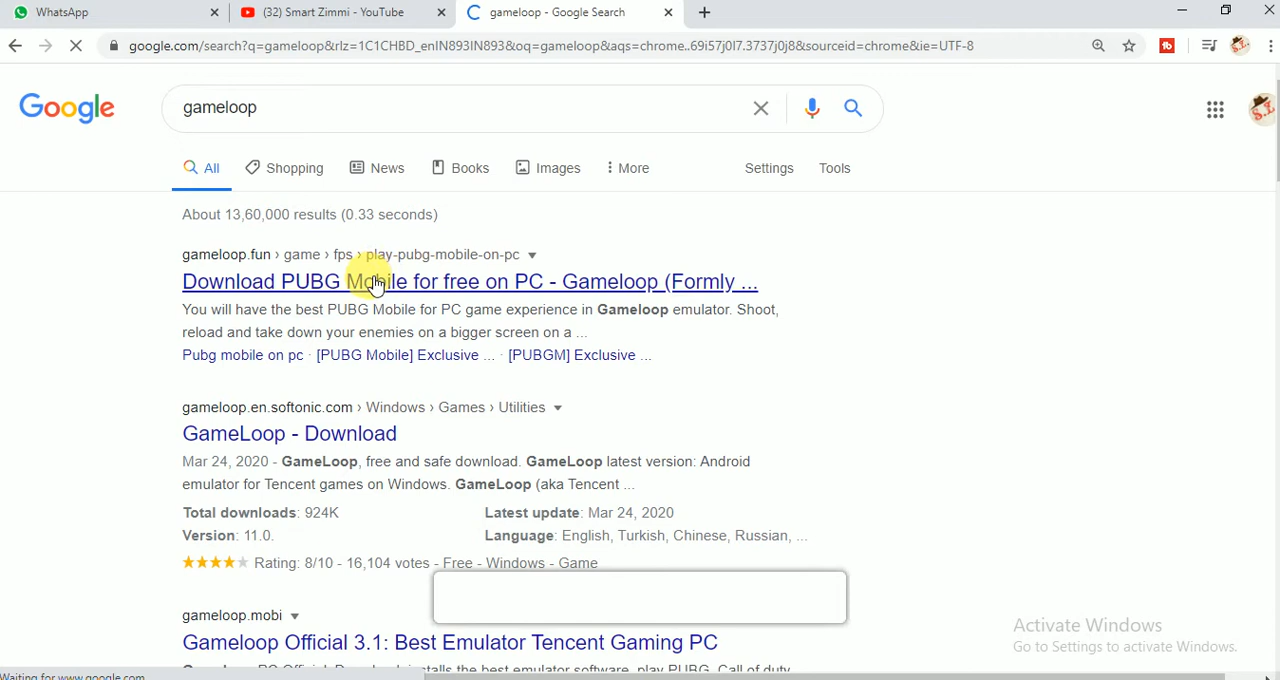 WhatsApp
(32) Smart Zimmi - YouTube
gameloop - Google Search
google.com/search?q=gameloop&rlz=1C1CHBD_enIN893IN893&oq=gameloop&aqs=chrome..69i57j0l7.3737j0j8&sourceid=chrome&ie=UTF-8
Google
gameloop
All
Shopping
News
Books
Images
More
Settings
Tools
About 13,60,000 results (0.33 seconds)
gameloop.fun › game › fps › play-pubg-mobile-on-pc
Download PUBG Mobile for free on PC - Gameloop (Formly ...
You will have the best PUBG Mobile for PC game experience in Gameloop emulator. Shoot,
reload and take down your enemies on a bigger screen on a ...
Pubg mobile on pc · [PUBG Mobile] Exclusive ... · [PUBGM] Exclusive ...
gameloop.en.softonic.com › Windows › Games › Utilities
GameLoop - Download
Mar 24, 2020 - GameLoop, free and safe download. GameLoop latest version: Android
emulator for Tencent games on Windows. GameLoop (aka Tencent ...
Total downloads: 924K
Latest update: Mar 24, 2020
Version: 11.0.
Language: English, Turkish, Chinese, Russian, ...
Rating: 8/10 - 16,104 votes - Free - Windows - Game
gameloop.mobi
Gameloop Official 3.1: Best Emulator Tencent Gaming PC
Activate Windows
Go to Settings to activate Windows.
Waiting for www.google.com